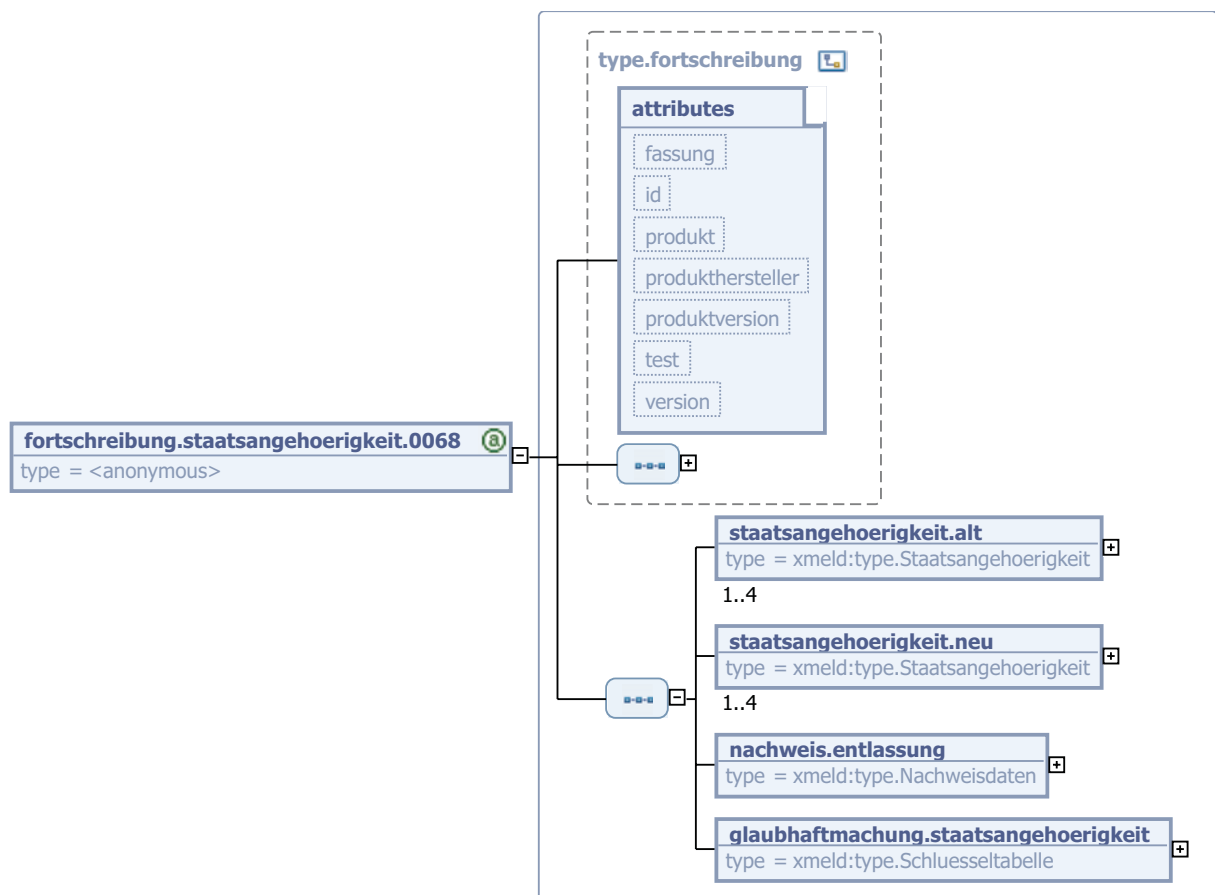 type.fortschreibung
attributes
fassung
id
produkt
produkthersteller
produktversion
test
version
fortschreibung.staatsangehoerigkeit.0068 a
type = <anonymous>
staatsangehoerigkeit.alt
type = xmeld:type.Staatsangehoerigkeit
1..4
staatsangehoerigkeit.neu
type = xmeld:type.Staatsangehoerigkeit
1..4
nachweis.entlassung
type = xmeld:type.Nachweisdaten
glaubhaftmachung.staatsangehoerigkeit
type = xmeld:type.Schluesseltabelle